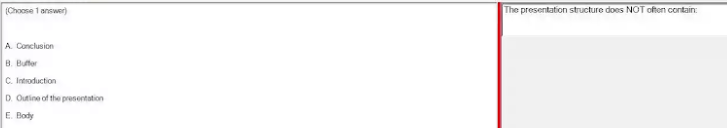 (Choose 1 answer)
The presentation structure does NOT often contain:
A. Conclusion
B. Buffer
C. Introduction
D. Outline of the presentation
E. Body